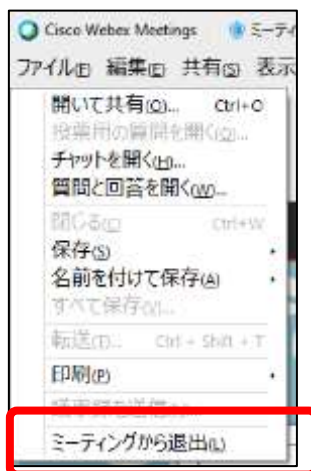 Cisco Webex Meetings ミーティ
ファイル(F) 編集(E) 共有(S) 表示
開いて共有(O)... Ctrl+O
投票用の質問を開く(Q)...
チャットを開く(H)...
質問と回答を開く(W)...
閉じる(C) Ctrl+W
保存(S)
名前を付けて保存(A)
すべて保存(V)...
転送(T)... Ctrl + Shift + T
印刷(P)
ミーティングから退出(L)